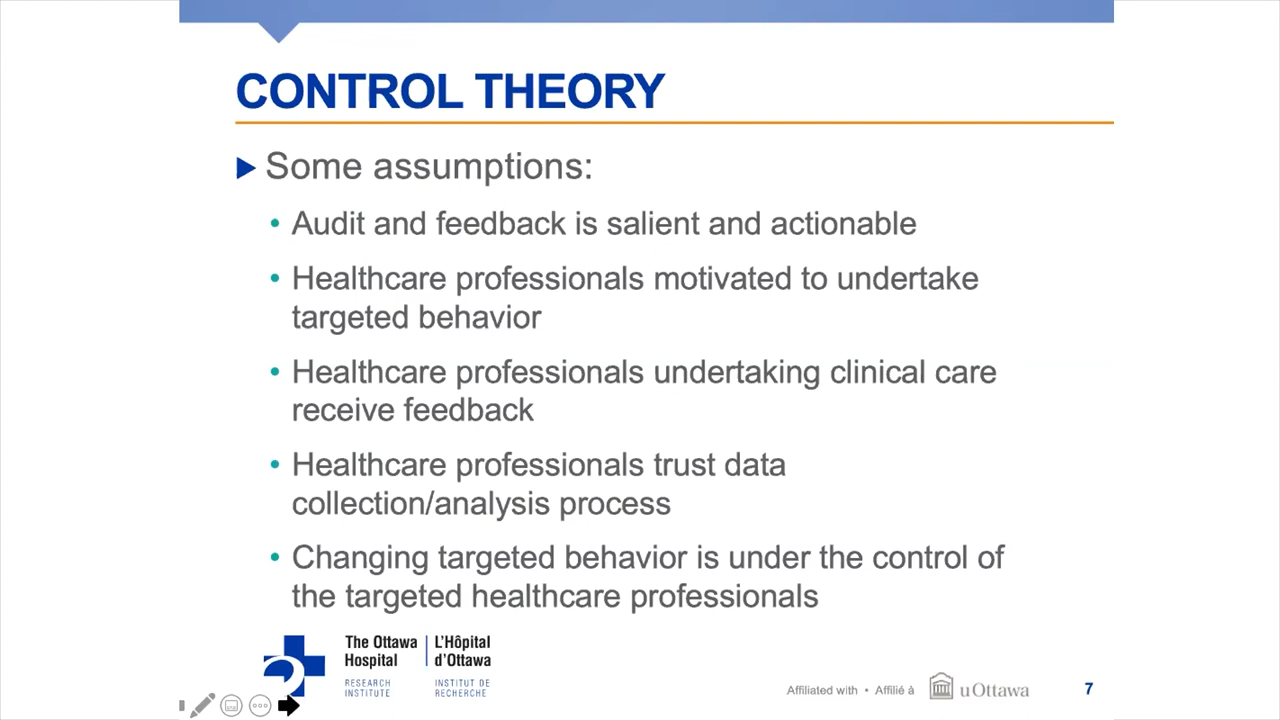 CONTROL THEORY
Some assumptions:
• Audit and feedback is salient and actionable
• Healthcare professionals motivated to undertake
targeted behavior
• Healthcare professionals undertaking clinical care
receive feedback
• Healthcare professionals trust data
collection/analysis process
• Changing targeted behavior is under the control of
the targeted healthcare professionals
The Ottawa
Hospital
RESEARCH
INSTITUTE
L'Hôpital
d'Ottawa
INSTITUT DE
RECHERCHE
Affiliated with • Affilié à
uOttawa
7